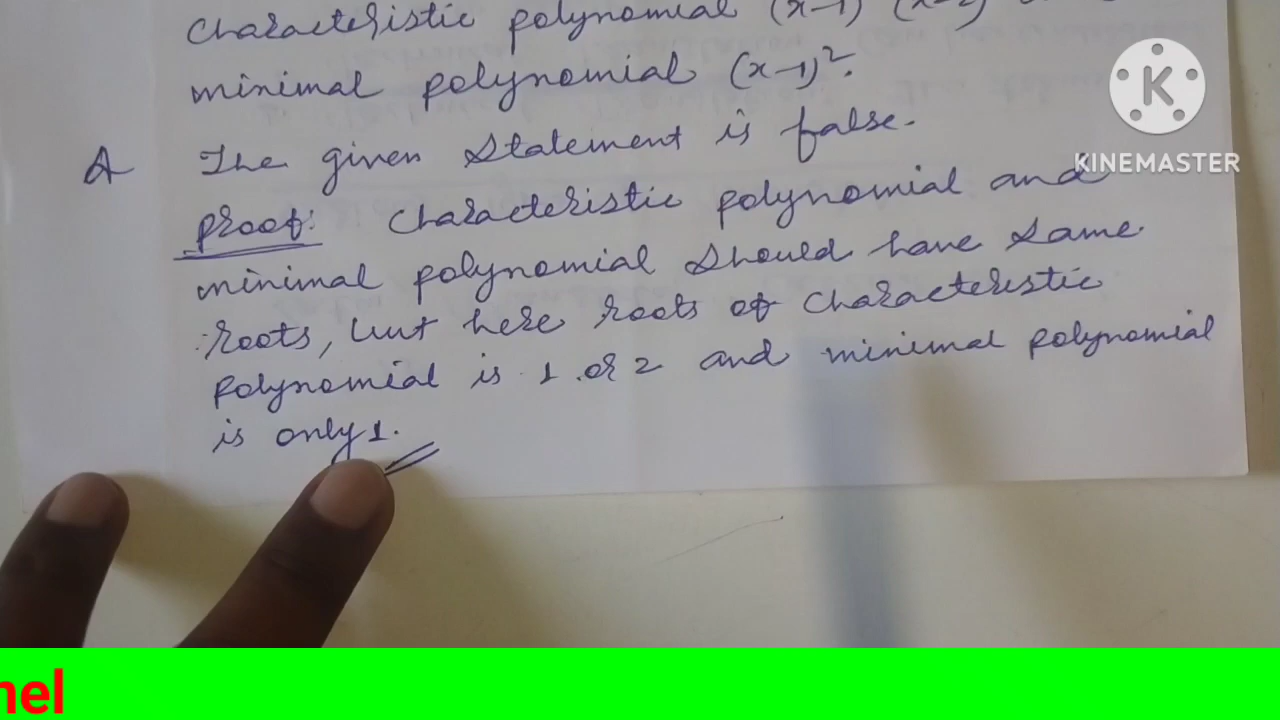 characteristic polynomial (x-1) (x-2)
minimal polynomial (x-1)².
A The given statement is false.
Proof: Characteristic polynomial and
minimal polynomial should have same
roots, but here roots of characteristic
polynomial is 1 or 2 and minimal polynomial
is only 1.
K
KINEMASTER
nel